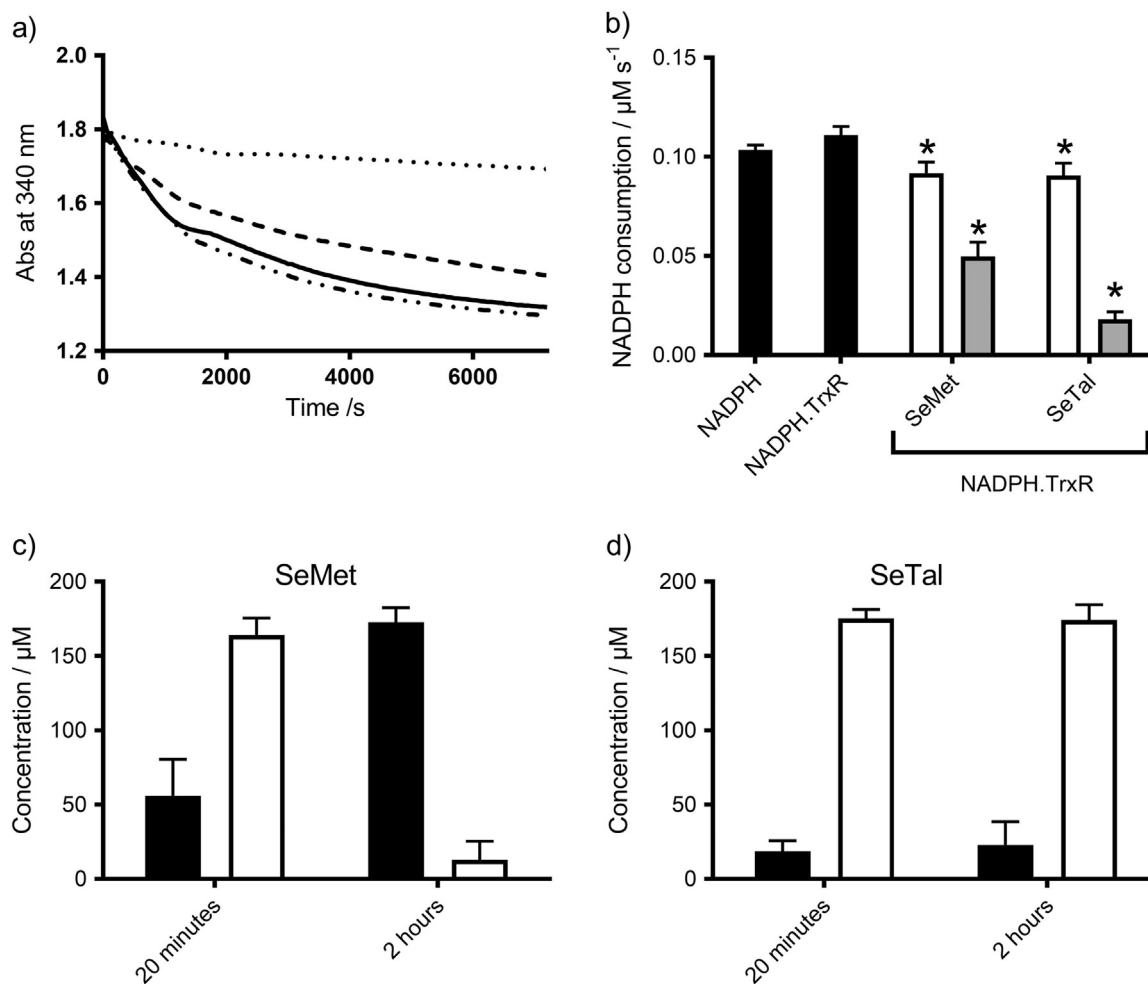 a)
2.0
1.8
1.6
1.4
1.2
Abs at 340 nm
0
2000
4000
6000
Time /s
b)
0.15
0.10
0.05
0.00
NADPH consumption / µM s⁻¹
*
*
*
*
NADPH
NADPH.TrxR
SeMet
SeTal
NADPH.TrxR
c)
SeMet
200
150
100
50
0
Concentration / µM
20 minutes
2 hours
d)
SeTal
200
150
100
50
0
Concentration / µM
20 minutes
2 hours